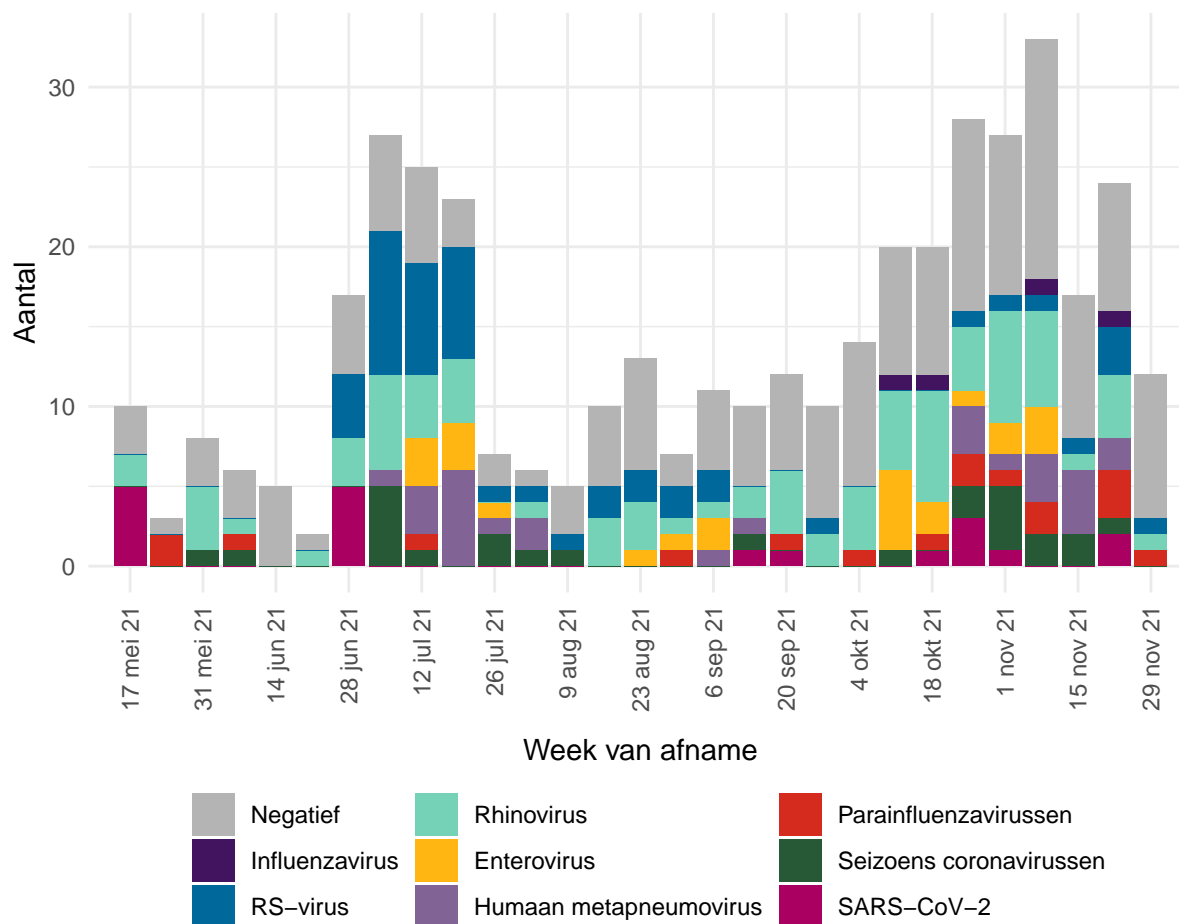 Aantal
30
20
10
0
17 mei 21
31 mei 21
14 jun 21
28 jun 21
12 jul 21
26 jul 21
9 aug 21
23 aug 21
6 sep 21
20 sep 21
4 okt 21
18 okt 21
1 nov 21
15 nov 21
29 nov 21
Week van afname
Negatief
Influenzavirus
RS−virus
Rhinovirus
Enterovirus
Humaan metapneumovirus
Parainfluenzavirussen
Seizoens coronavirussen
SARS−CoV−2